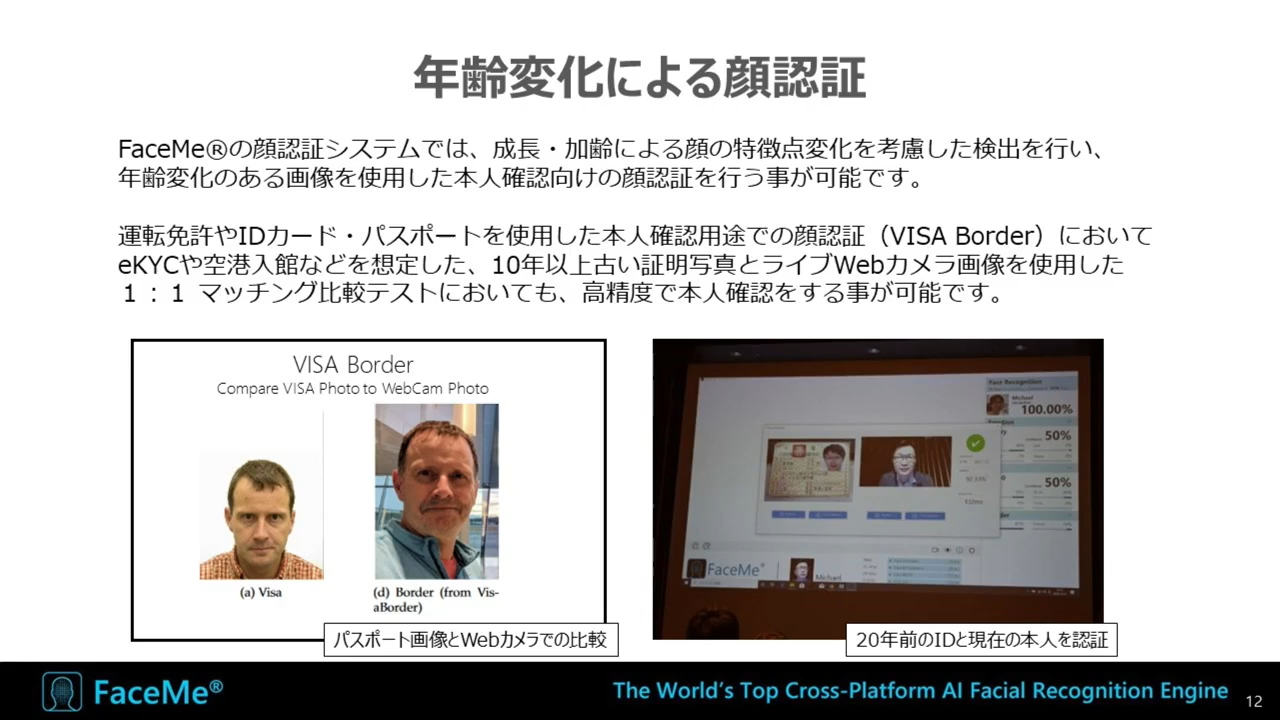 年齢変化による顔認証
FaceMe®の顔認証システムでは、成長・加齢による顔の特徴点変化を考慮した検出を行い、
年齢変化のある画像を使用した本人確認向けの顔認証を行う事が可能です。
運転免許やIDカード・パスポートを使用した本人確認用途での顔認証（VISA Border）において
eKYCや空港入館などを想定した、10年以上古い証明写真とライブWebカメラ画像を使用した
１：１ マッチング比較テストにおいても、高精度で本人確認をする事が可能です。
VISA Border
Compare VISA Photo to WebCam Photo
(a) Visa
(d) Border (from Vis-
aBorder)
パスポート画像とWebカメラでの比較
Face Recognition
Michael
100.00%
50%
50%
FaceMe®
Michael
20年前のIDと現在の本人を認証
FaceMe®
The World's Top Cross-Platform AI Facial Recognition Engine
12